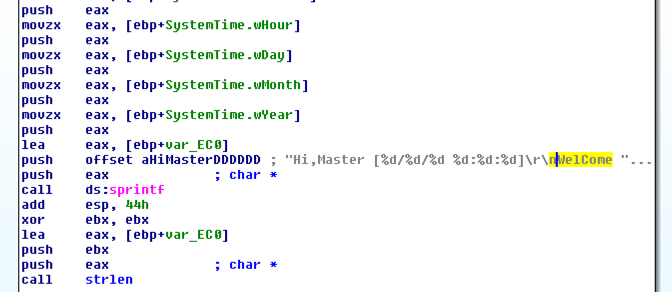 push eax
movzx eax, [ebp+SystemTime.wHour]
push eax
movzx eax, [ebp+SystemTime.wDay]
push eax
movzx eax, [ebp+SystemTime.wMonth]
push eax
movzx eax, [ebp+SystemTime.wYear]
push eax
lea eax, [ebp+var_EC0]
push offset aHiMasterDDDDDD ; "Hi,Master [%d/%d/%d %d:%d:%d]\r\nWelCome "...
push eax ; char *
call ds:sprintf
add esp, 44h
xor ebx, ebx
lea eax, [ebp+var_EC0]
push ebx
push eax ; char *
call strlen